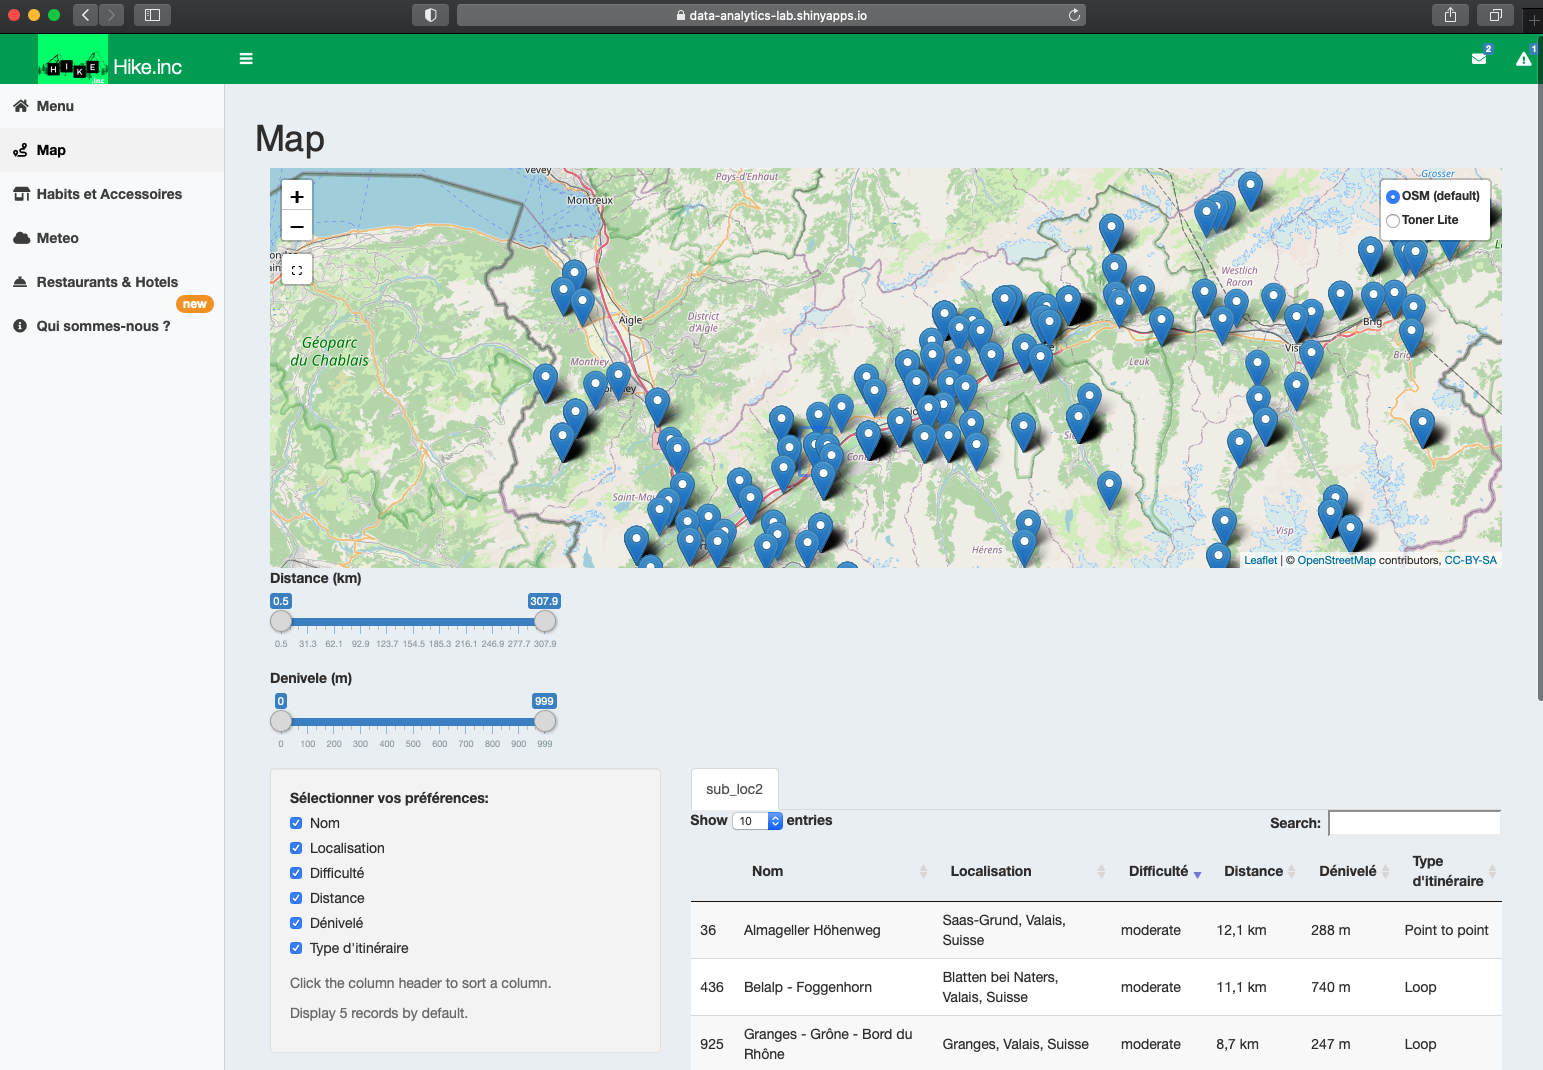 data-analytics-lab.shinyapps.io
HIKE
.inc
Hike.inc
2
1
Menu
Map
Habits et Accessoires
Meteo
Restaurants & Hotels
new
Qui sommes-nous ?
Map
+
−
Vevey
Montreux
Pays-d'Enhaut
Grosser
OSM (default)
Toner Lite
Westlich
Raron
Aigle
District
d'Aigle
Géoparc
du Chablais
Monthey
Leuk
Brig
Saint-Mau
Visp
Hérens
Leaflet | © OpenStreetMap contributors, CC-BY-SA
Distance (km)
0.5 307.9
0.5 31.3 62.1 92.9 123.7 154.5 185.3 216.1 246.9 277.7 307.9
Denivele (m)
0 999
0 100 200 300 400 500 600 700 800 900 999
Sélectionner vos préférences:
Nom
Localisation
Difficulté
Distance
Dénivelé
Type d'itinéraire
Click the column header to sort a column.
Display 5 records by default.
sub_loc2
Show 10 entries
Search:
Nom Localisation Difficulté Distance Dénivelé Type
d'itinéraire
36 Almageller Höhenweg Saas-Grund, Valais,
Suisse moderate 12,1 km 288 m Point to point
436 Belalp - Foggenhorn Blatten bei Naters,
Valais, Suisse moderate 11,1 km 740 m Loop
925 Granges - Grône - Bord du
Rhône Granges, Valais, Suisse moderate 8,7 km 247 m Loop